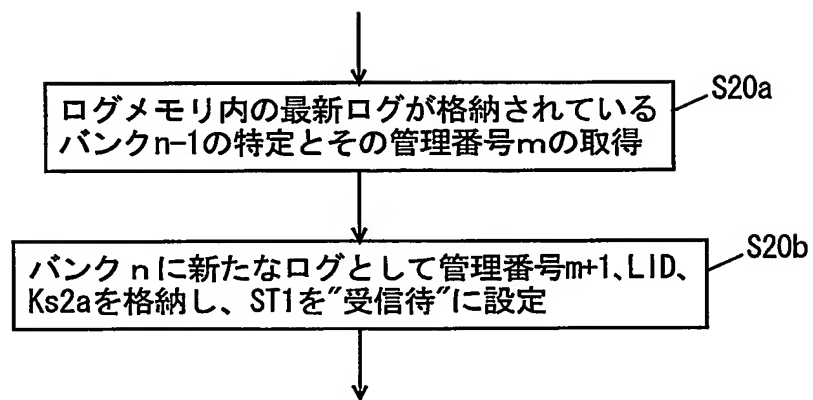 ログメモリ内の最新ログが格納されている
バンクn-1の特定とその管理番号mの取得
S20a
バンクnに新たなログとして管理番号m+1、LID、
Ks2aを格納し、ST1を"受信待"に設定
S20b